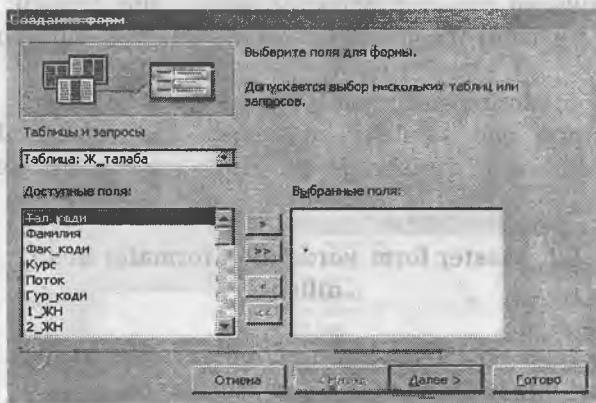 Создание форм
Выберите поля для формы.
Допускается выбор нескольких таблиц или
запросов.
Таблицы и запросы
Таблица: Ж_талаба
Доступные поля:
Выбранные поля:
Тал_коди
Фамилия
Фак_коди
Курс
Поток
Гур_коди
1_ЖН
2_ЖН
>
>>
<
<<
Отмена
< Назад
Далее >
Готово